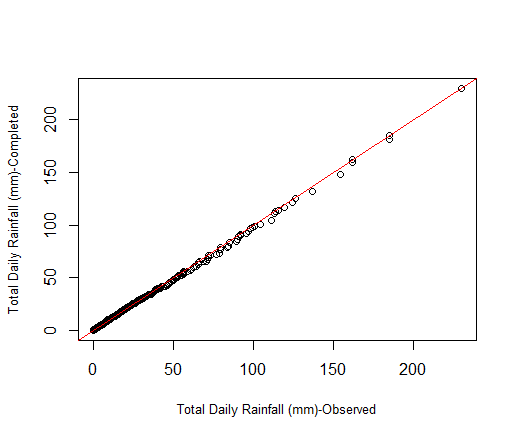 Total Daily Rainfall (mm)-Completed
200
150
100
50
0
0 50 100 150 200
Total Daily Rainfall (mm)-Observed